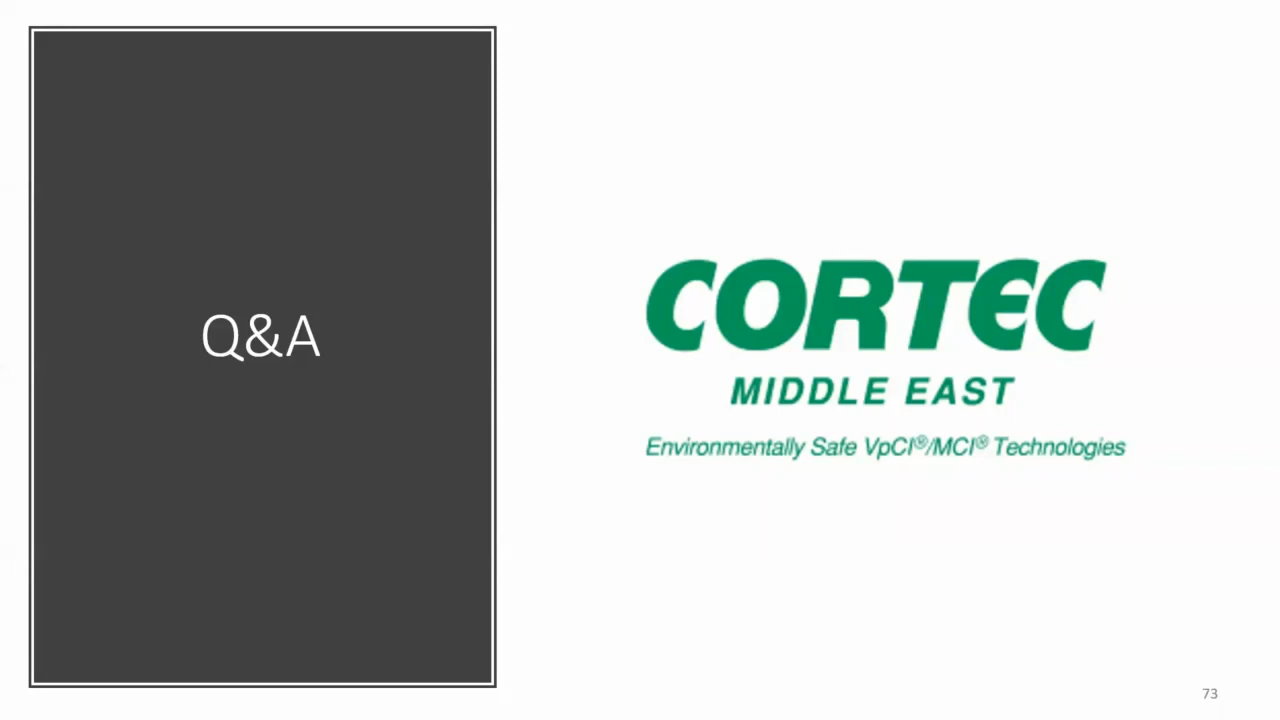 Q&A
CORTEC
MIDDLE EAST
Environmentally Safe VpCI®/MCI® Technologies
73